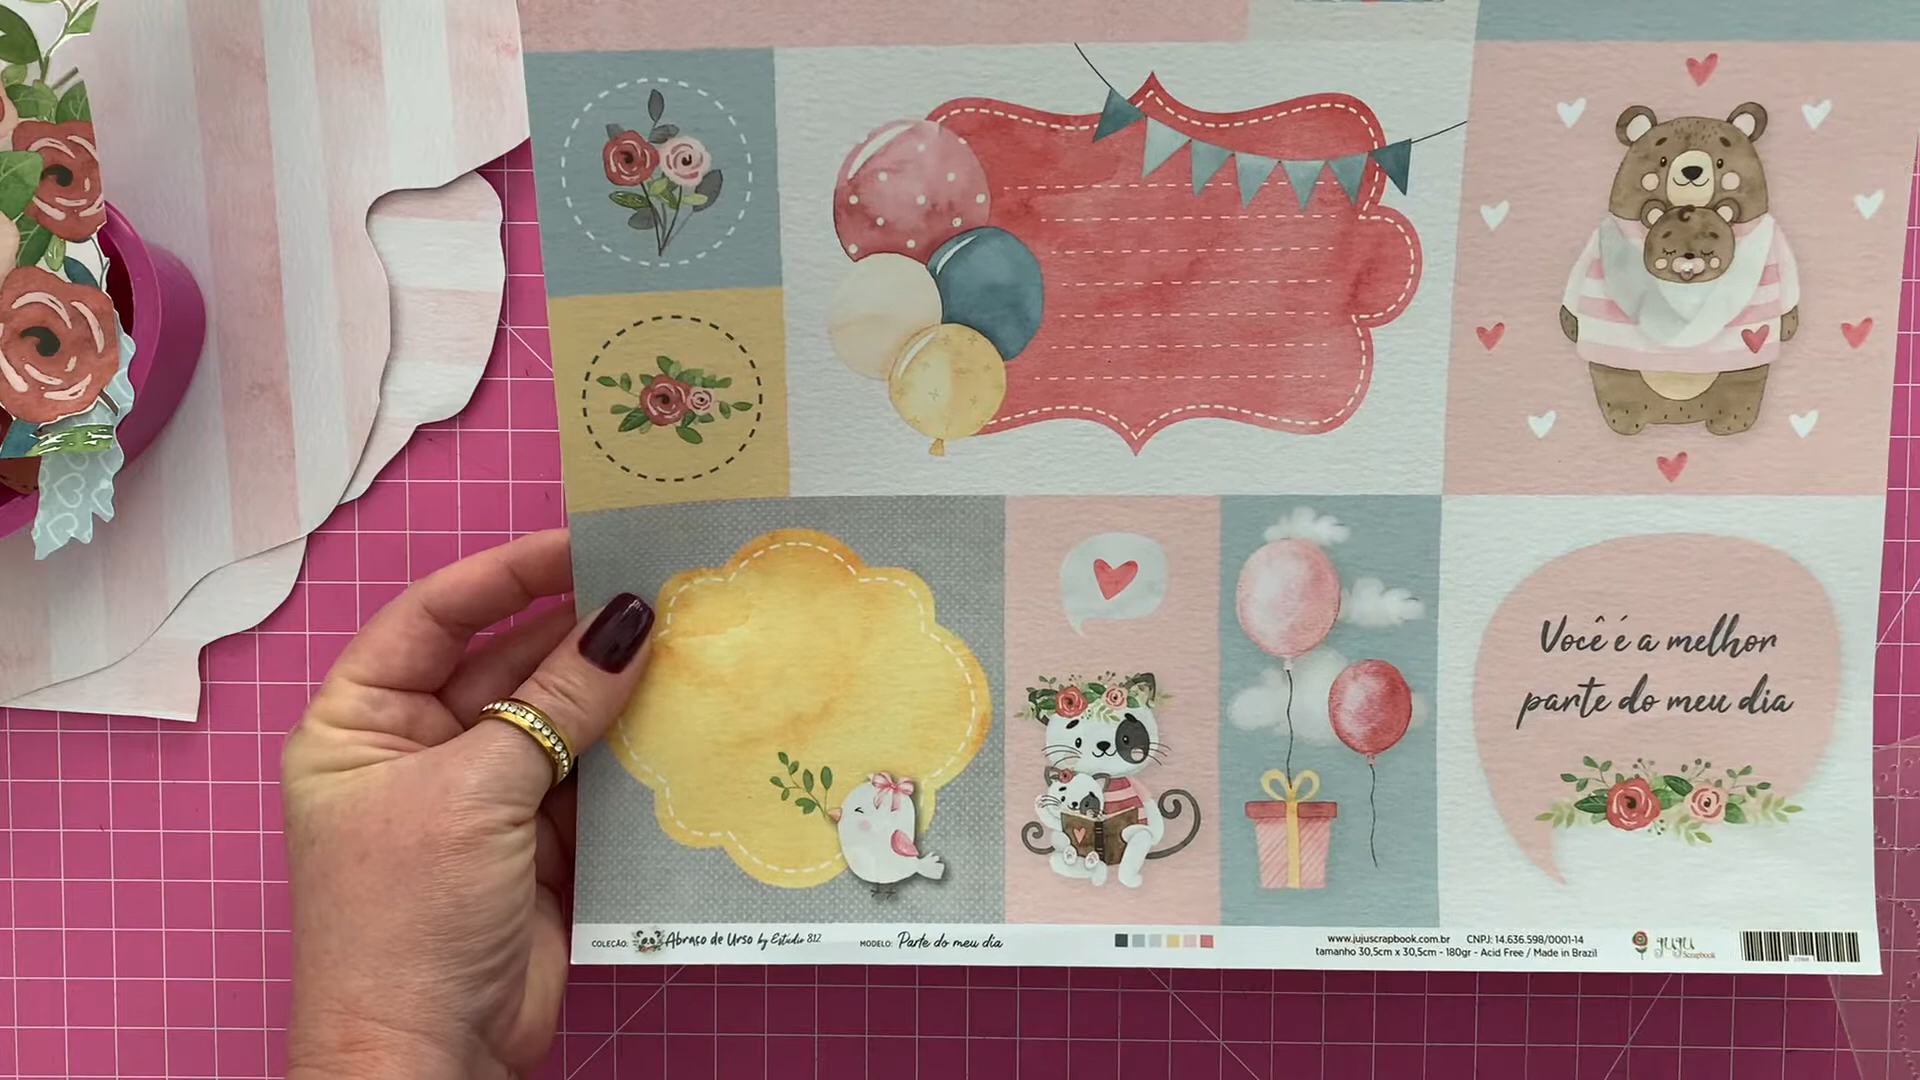 Você é a melhor
parte do meu dia
COLEÇÃO: Abraço de Urso by Estúdio 812
MODELO: Parte do meu dia
www.jujuscrapbook.com.br CNPJ: 14.636.598/0001-14
tamanho 30,5cm x 30,5cm - 180gr - Acid Free / Made in Brazil
JUJU
Scrapbook